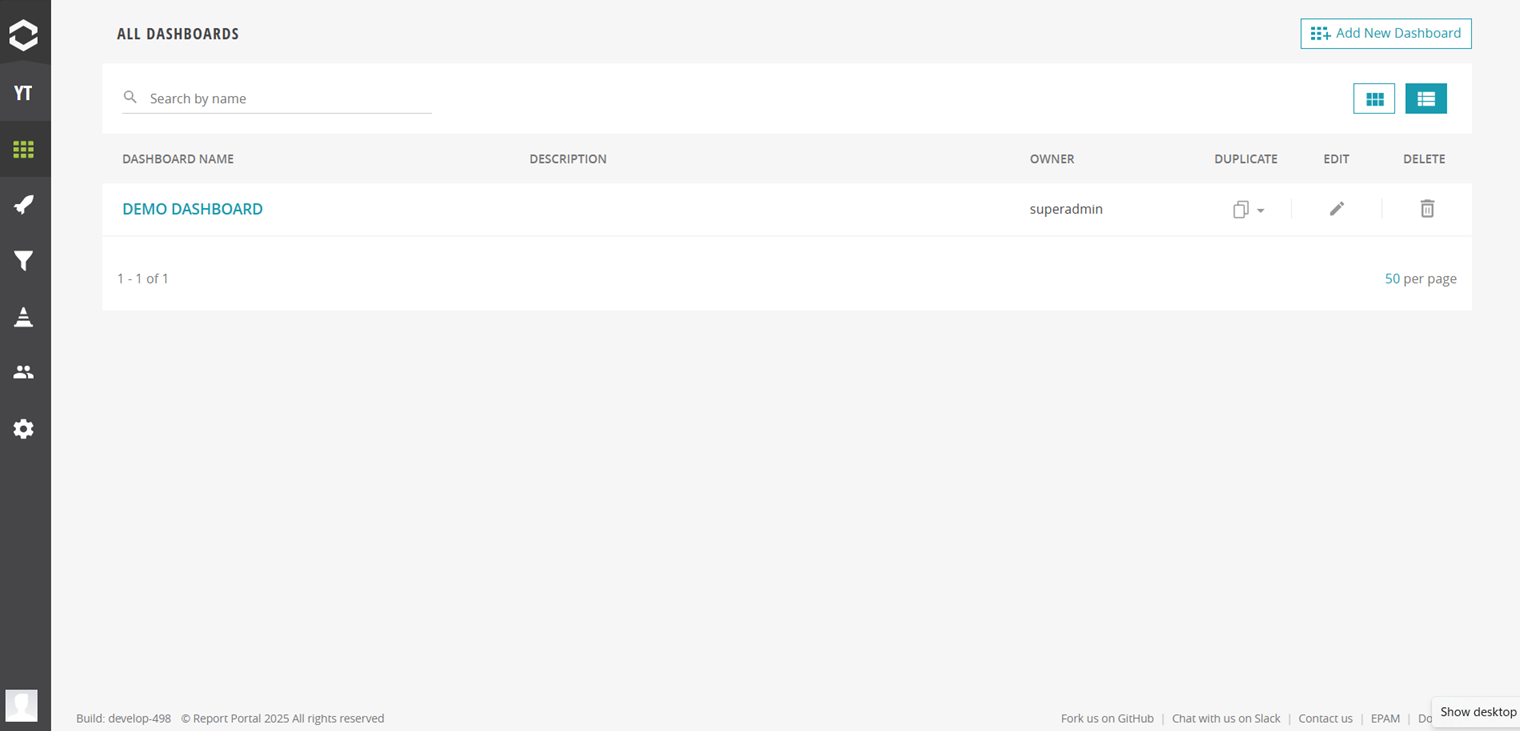 ALL DASHBOARDS
Add New Dashboard
YT
Search by name
DASHBOARD NAME DESCRIPTION OWNER DUPLICATE EDIT DELETE
DEMO DASHBOARD superadmin
1 - 1 of 1 50 per page
Build: develop-498 © Report Portal 2025 All rights reserved Fork us on GitHub | Chat with us on Slack | Contact us | EPAM | Do
Show desktop